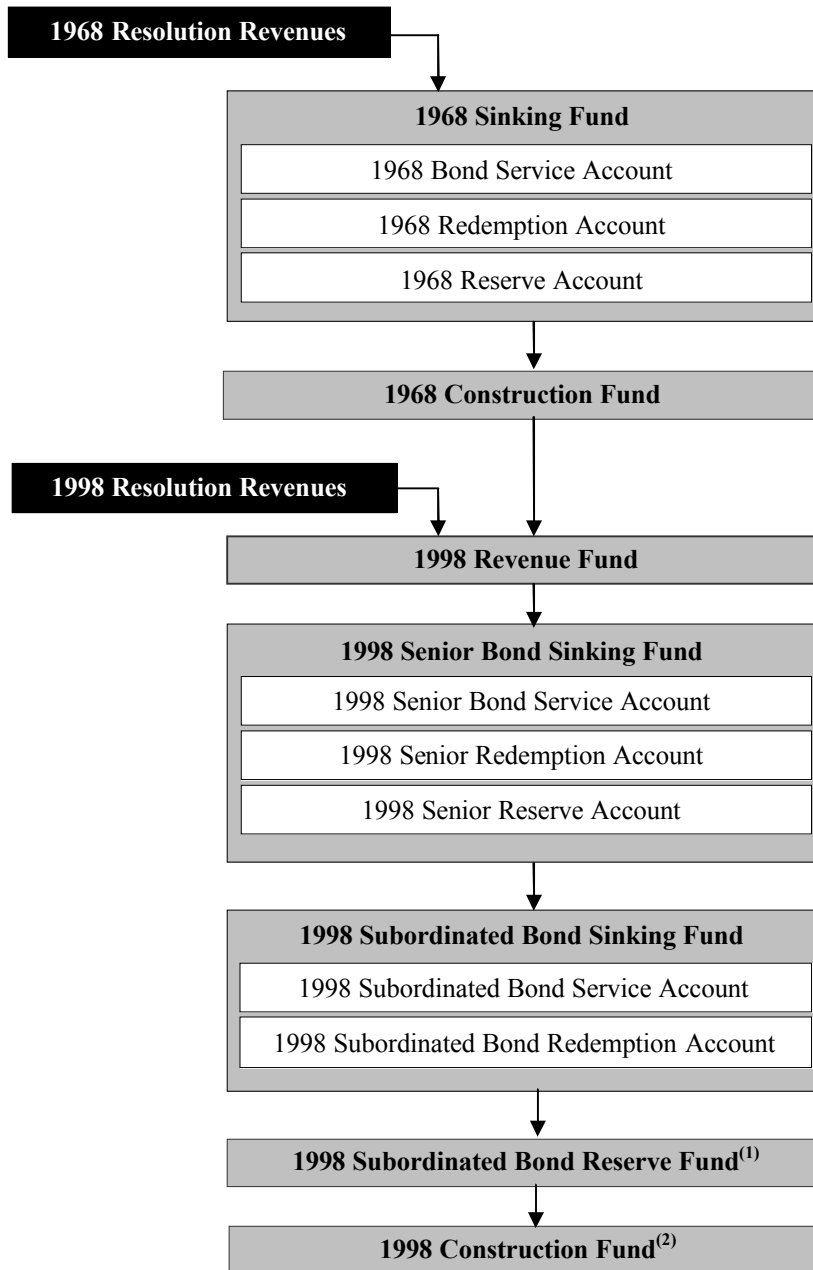 1968 Resolution Revenues
1968 Sinking Fund
1968 Bond Service Account
1968 Redemption Account
1968 Reserve Account
1968 Construction Fund
1998 Resolution Revenues
1998 Revenue Fund
1998 Senior Bond Sinking Fund
1998 Senior Bond Service Account
1998 Senior Redemption Account
1998 Senior Reserve Account
1998 Subordinated Bond Sinking Fund
1998 Subordinated Bond Service Account
1998 Subordinated Bond Redemption Account
1998 Subordinated Bond Reserve Fund(1)
1998 Construction Fund(2)